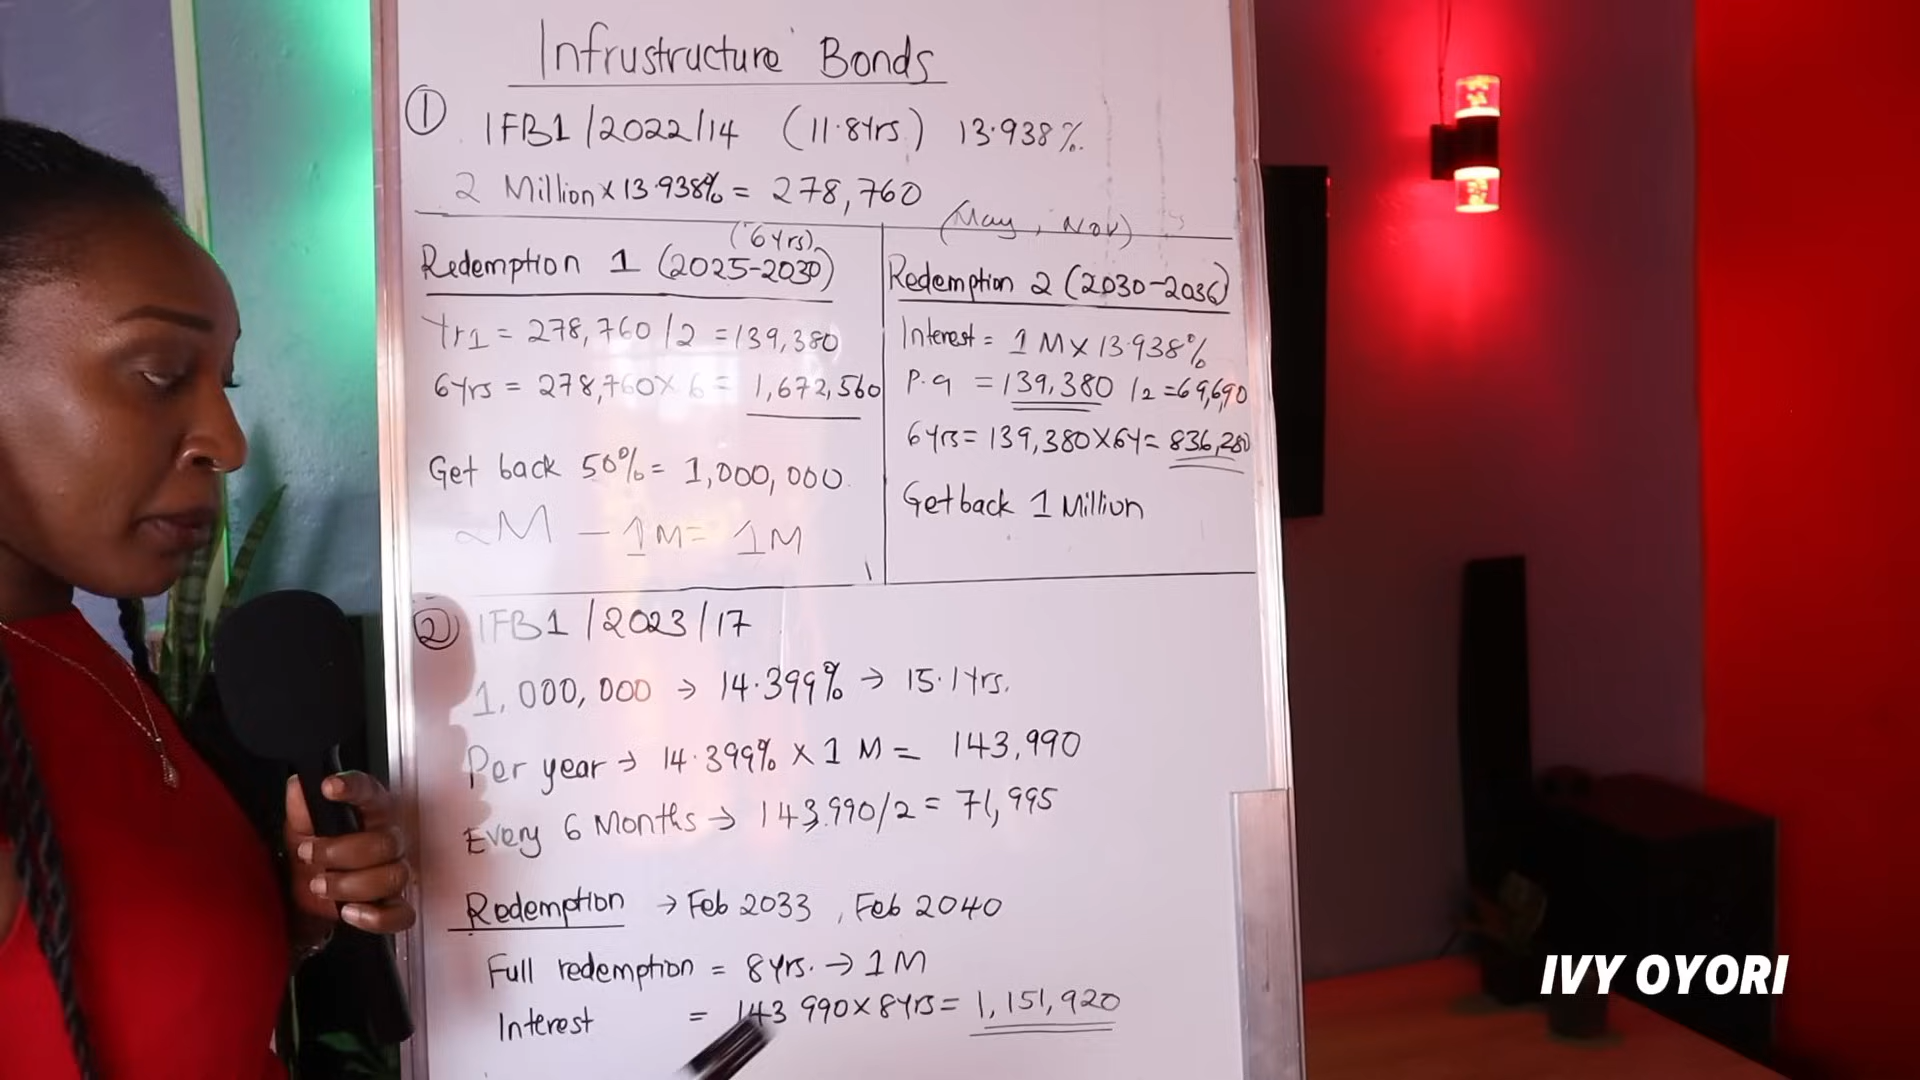 Infrustructure Bonds
① IFB1/2022/14 (11.8Yrs) 13.938%.
2 Million x 13.938% = 278,760
(May, Nov)
(6Yrs)
Redemption 1 (2025-2030)
Yr1 = 278,760/2 = 139,380
6Yrs = 278,760 x 6 = 1,672,560
Get back 50% = 1,000,000.
2M - 1M = 1M
Redemption 2 (2030-2036)
Interest = 1 M x 13.938%
P.a = 139,380 /2 = 69,690
6Yrs = 139,380 x 6Y = 836,280
Get back 1 Million
② IFB1/2023/17
1,000,000 → 14.399% → 15.1Yrs.
Per year → 14.399% x 1 M = 143,990
Every 6 Months → 143,990/2 = 71,995
Redemption → Feb 2033, Feb 2040
Full redemption = 8Yrs. → 1M
Interest = 143 990 x 8Yrs = 1,151,920
IVY OYORI